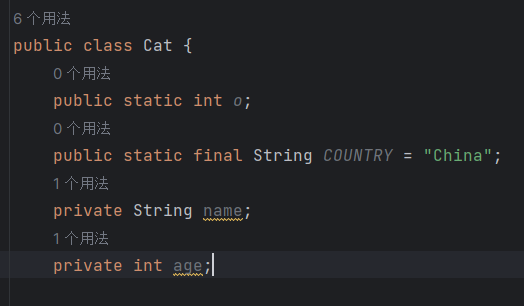 6 个用法
public class Cat {
0 个用法
public static int o;
0 个用法
public static final String COUNTRY = "China";
1 个用法
private String name;
1 个用法
private int age;